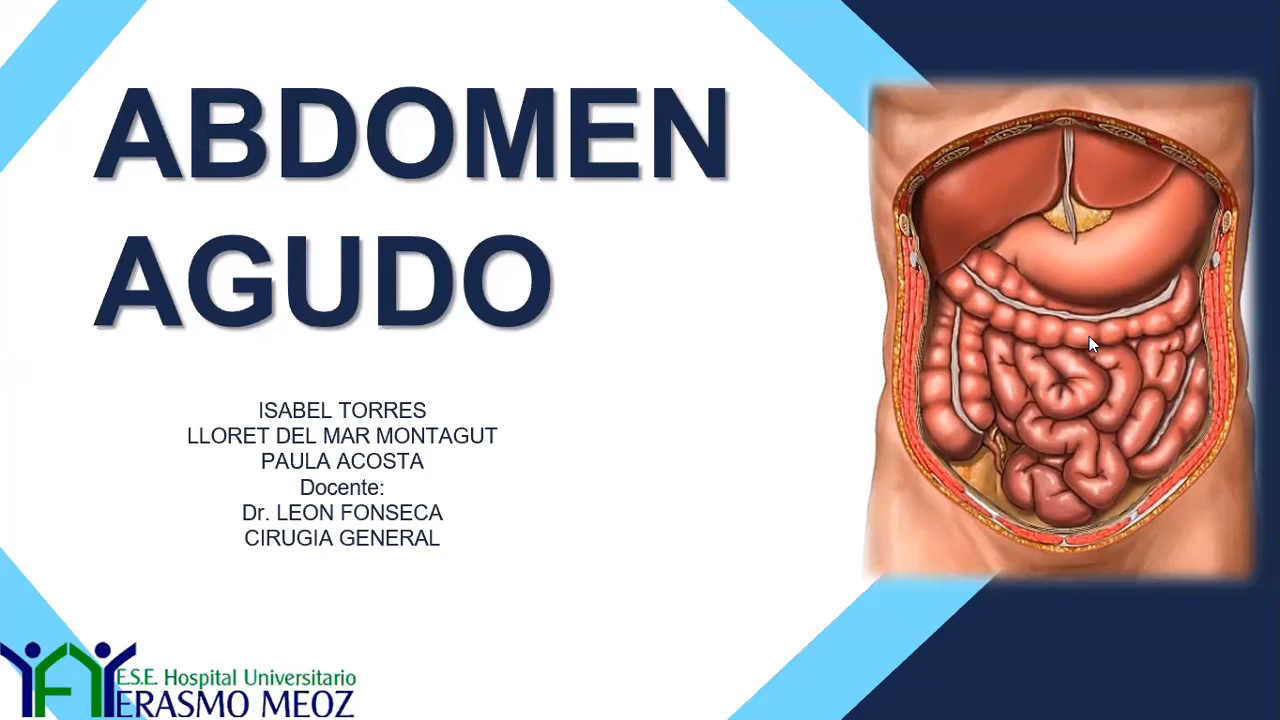 ABDOMEN
AGUDO
ISABEL TORRES
LLORET DEL MAR MONTAGUT
PAULA ACOSTA
Docente:
Dr. LEON FONSECA
CIRUGIA GENERAL
E.S.E. Hospital Universitario
ERASMO MEOZ